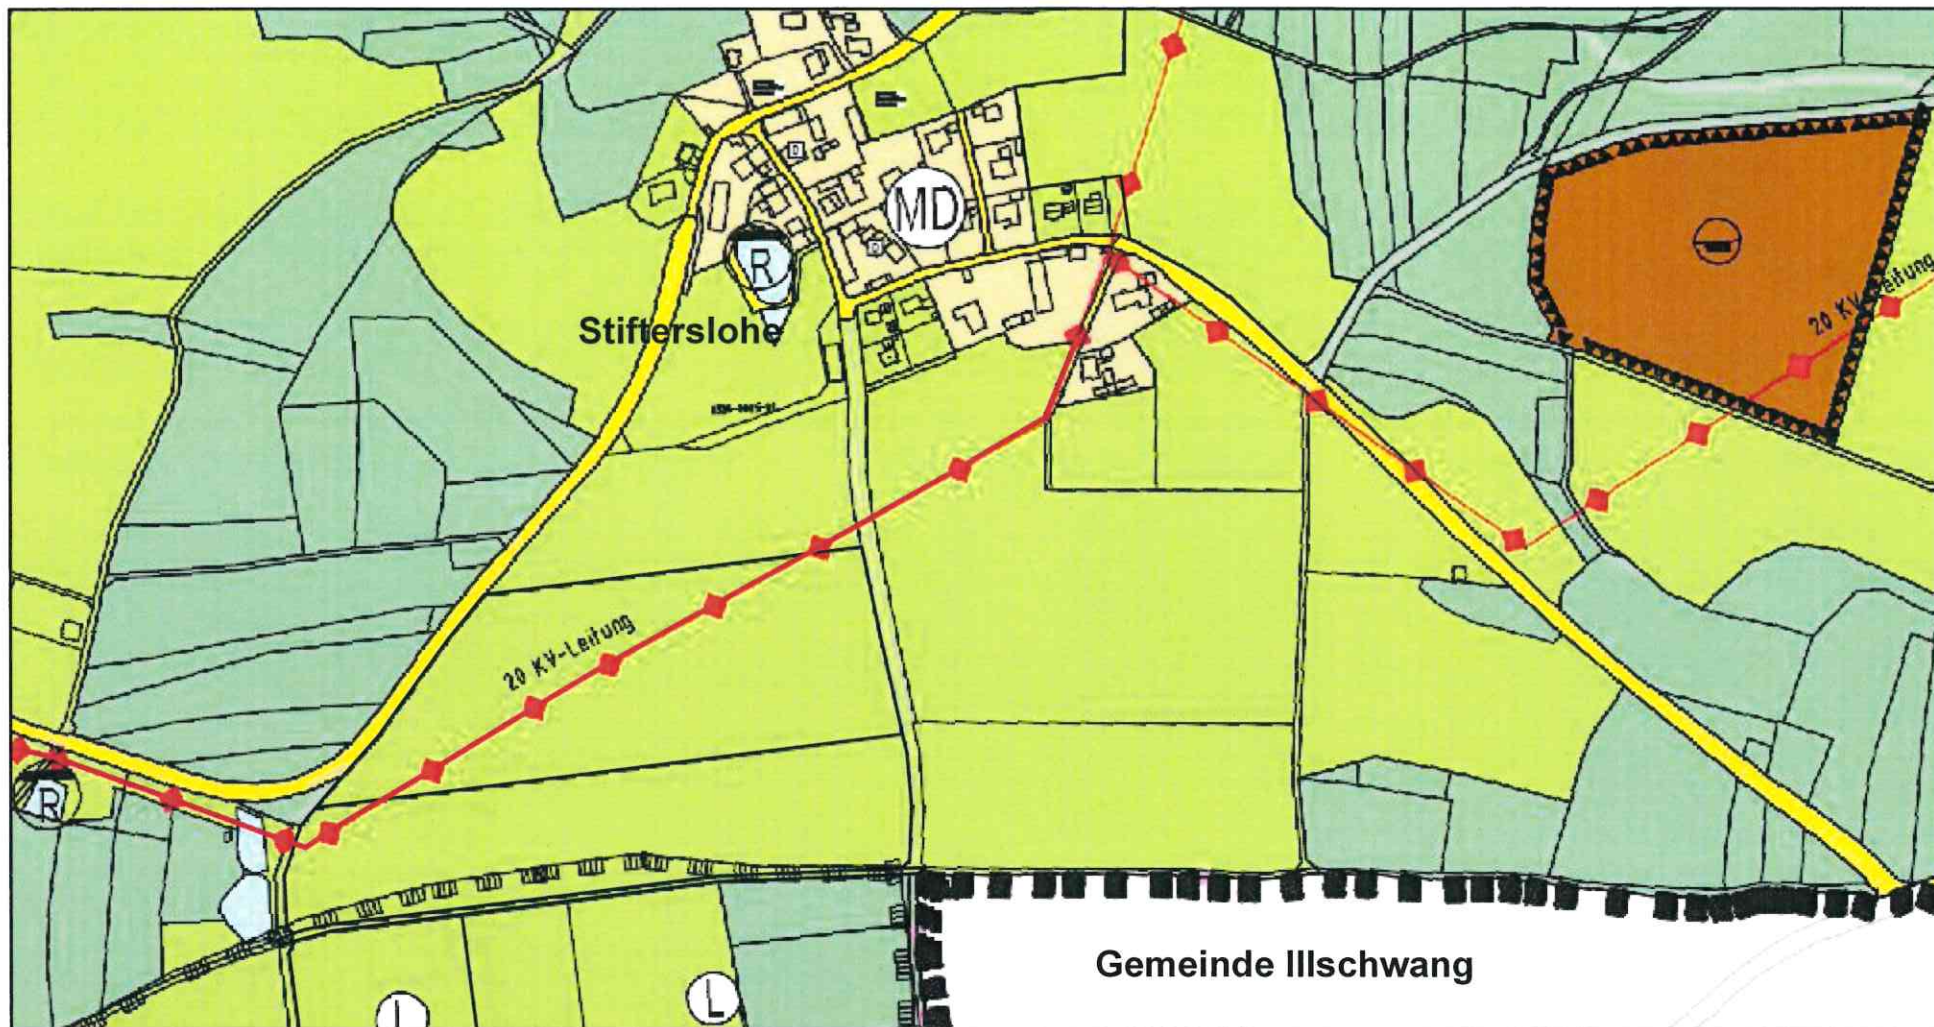 MD
D
D
R
Stifterslohe
20 KV-Leitung
20 KV-Leitung
R
Gemeinde Illschwang
L
L